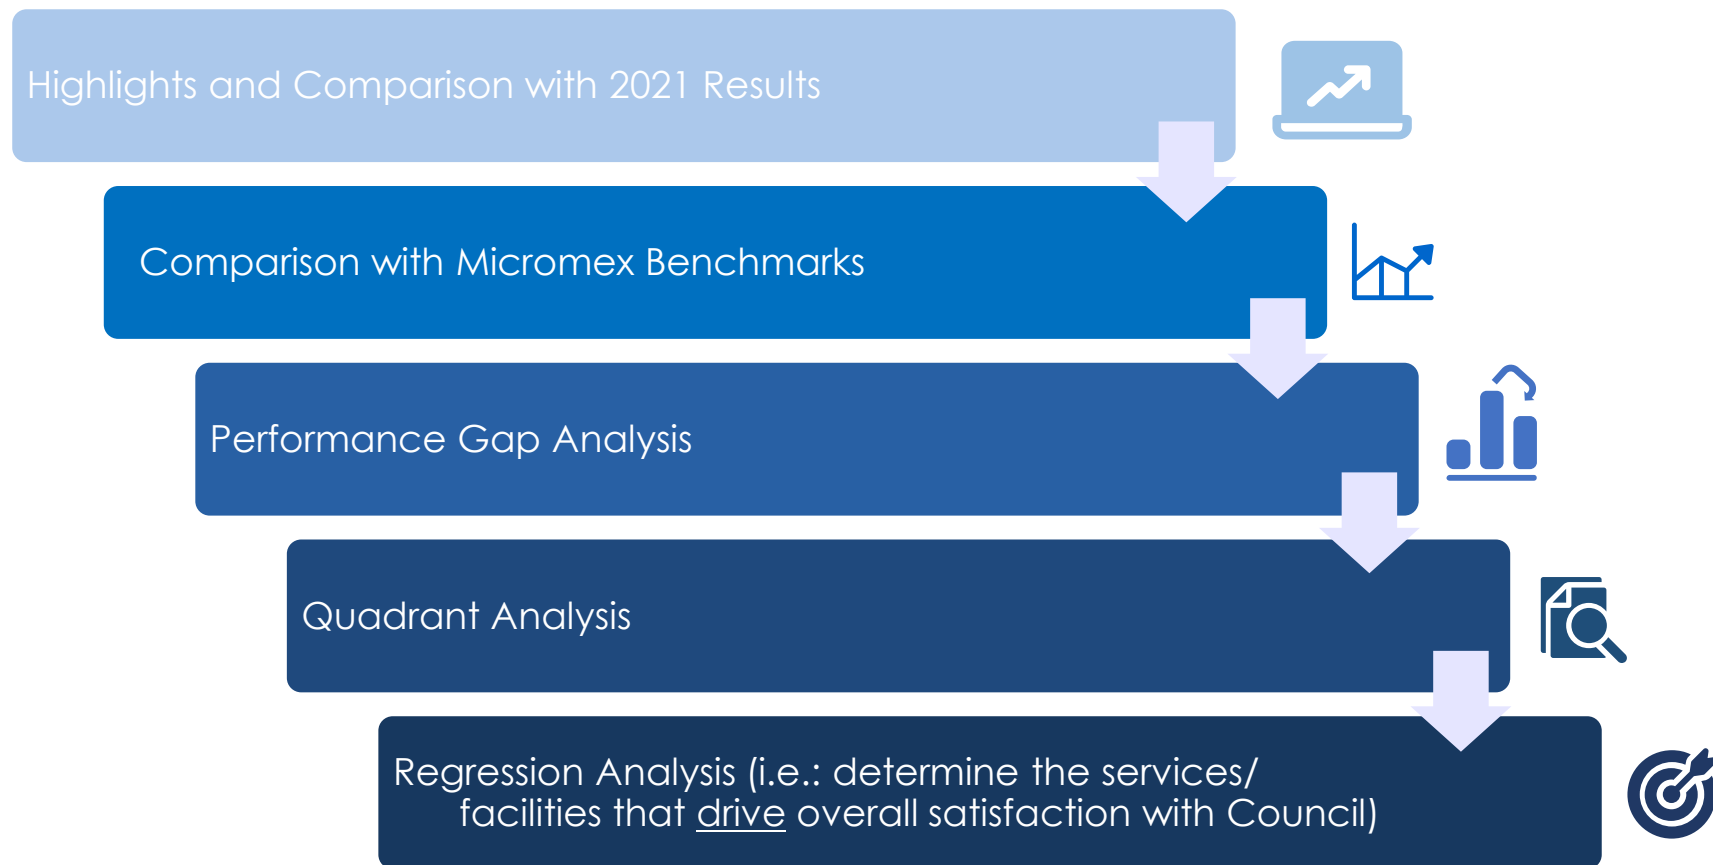 Highlights and Comparison with 2021 Results
Comparison with Micromex Benchmarks
Performance Gap Analysis
Quadrant Analysis
Regression Analysis (i.e.: determine the services/
facilities that drive overall satisfaction with Council)